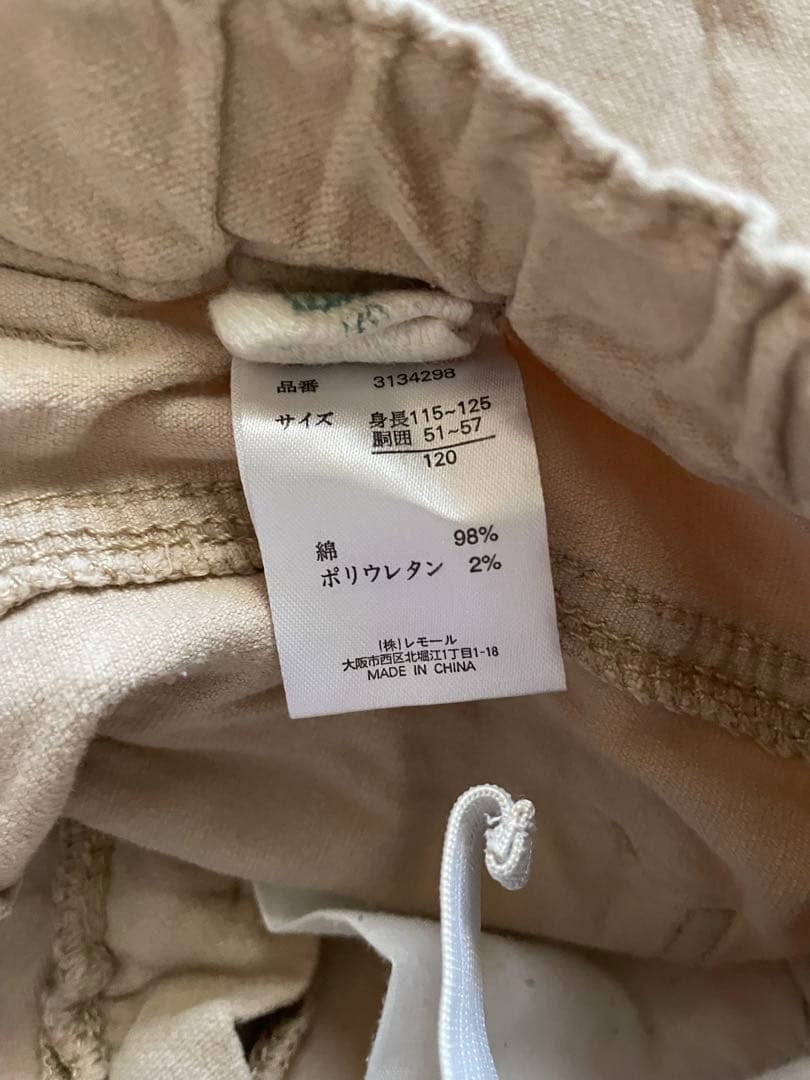 品番 3134298
サイズ 身長115~125
胴囲 51~57
120
綿 98%
ポリウレタン 2%
(株)レモール
大阪市西区北堀江1丁目1-18
MADE IN CHINA